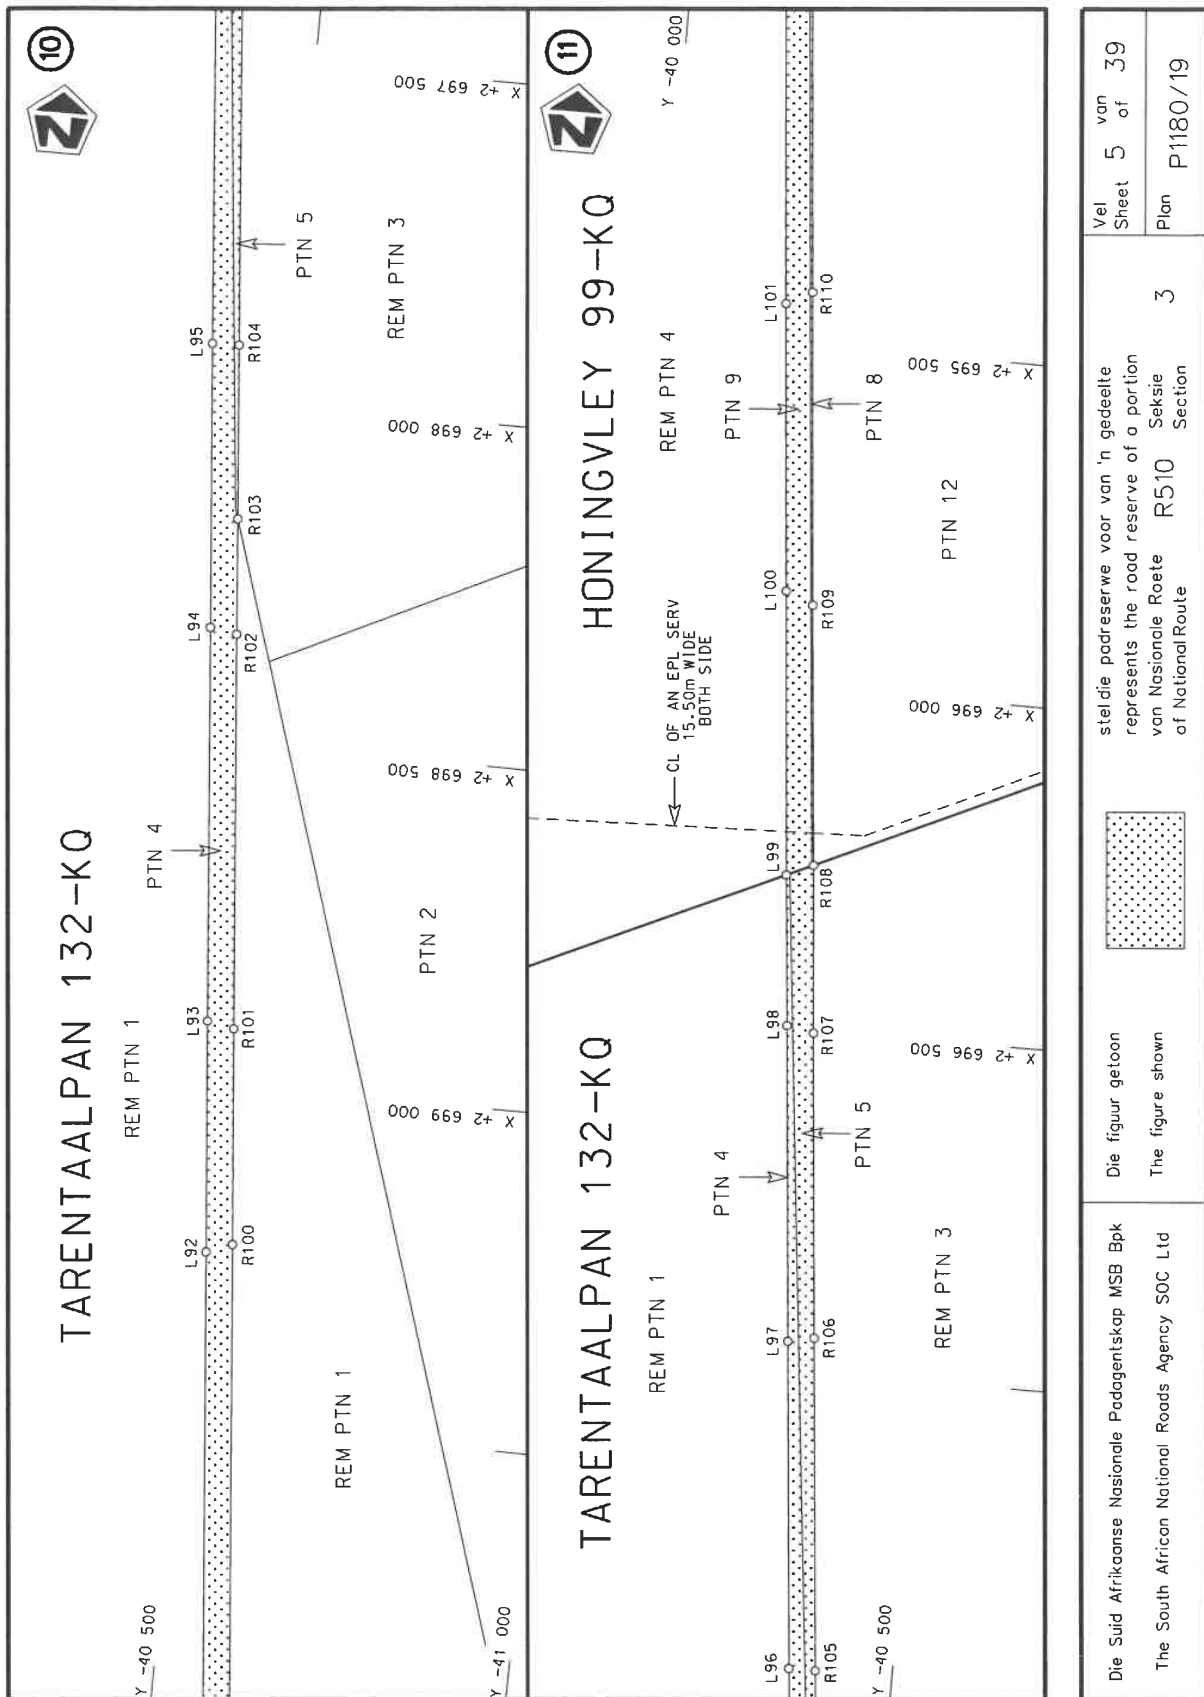 10
N
TARENTAALPAN 132-KQ
REM PTN 1
PTN 4
L92
L93
L94
L95
R100
R101
R102
R103
R104
PTN 5
REM PTN 1
PTN 2
REM PTN 3
Y -40 500
Y -41 000
X +2 699 000
X +2 698 500
X +2 698 000
X +2 697 500
11
N
TARENTAALPAN 132-KQ
HONINGVLEY 99-KQ
Y -40 000
REM PTN 1
PTN 4
CL OF AN EPL SERV
15.50m WIDE
BOTH SIDE
REM PTN 4
PTN 9
L96
L97
L98
L99
L100
L101
R105
R106
R107
R108
R109
R110
PTN 5
PTN 8
REM PTN 3
PTN 12
Y -40 500
X +2 696 500
X +2 696 000
X +2 695 500
Die Suid Afrikaanse Nasionale Padagentskap MSB Bpk
The South African National Roads Agency SOC Ltd
Die figuur getoon
The figure shown
stel die padreserwe voor van 'n gedeelte
represents the road reserve of a portion
van Nasionale Roete R510 Seksie 3
of National Route Section
Vel 5 van 39
Sheet of
Plan P1180/19